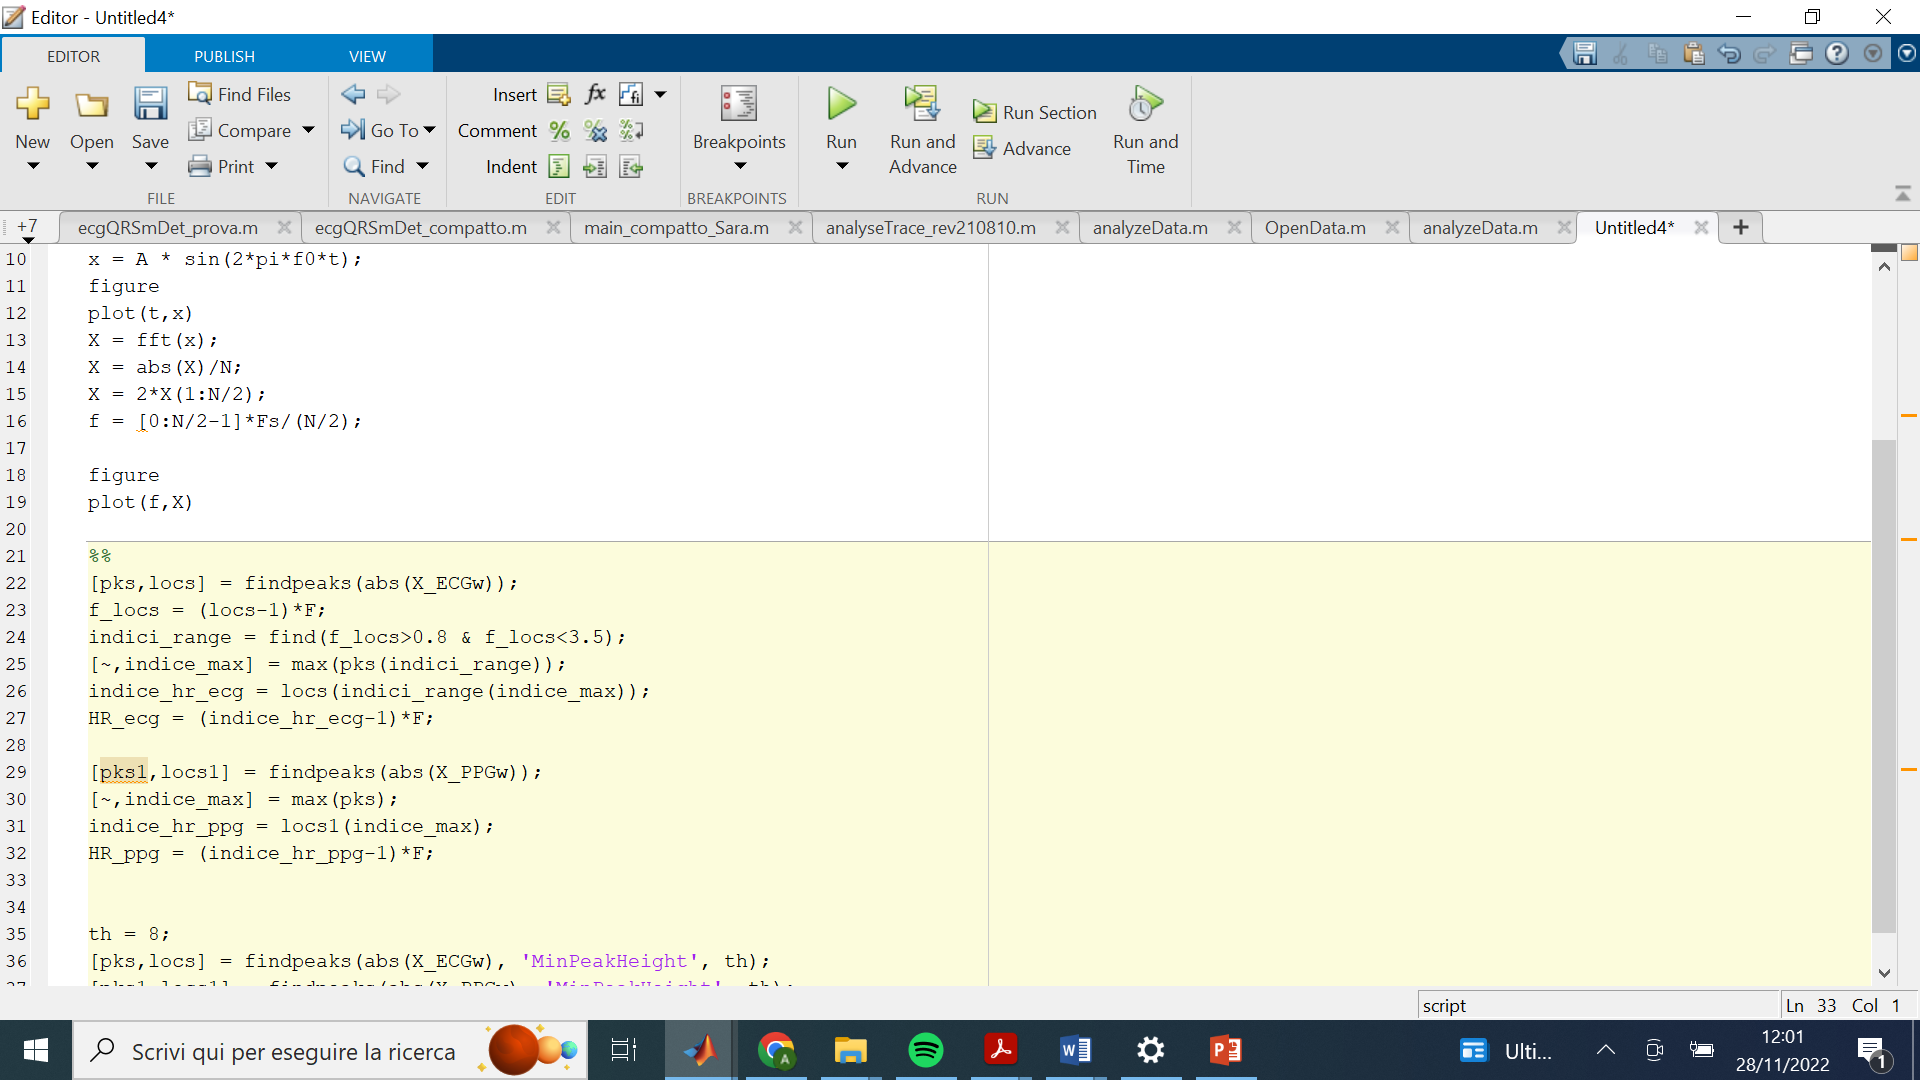 Editor - Untitled4*
EDITOR PUBLISH VIEW
New Open Save Find Files Compare Print
Go To Find
Insert fx
Comment
Indent
Breakpoints
Run Run and Advance Run Section Advance Run and Time
FILE NAVIGATE EDIT BREAKPOINTS RUN
+7 ecgQRSmDet_prova.m ecgQRSmDet_compatto.m main_compatto_Sara.m analyseTrace_rev210810.m analyzeData.m OpenData.m analyzeData.m Untitled4*
10 x = A * sin(2*pi*f0*t);
11 figure
12 plot(t,x)
13 X = fft(x);
14 X = abs(X)/N;
15 X = 2*X(1:N/2);
16 f = [0:N/2-1]*Fs/(N/2);
17
18 figure
19 plot(f,X)
20
21 %%
22 [pks,locs] = findpeaks(abs(X_ECGw));
23 f_locs = (locs-1)*F;
24 indici_range = find(f_locs>0.8 & f_locs<3.5);
25 [~,indice_max] = max(pks(indici_range));
26 indice_hr_ecg = locs(indici_range(indice_max));
27 HR_ecg = (indice_hr_ecg-1)*F;
28
29 [pks1,locs1] = findpeaks(abs(X_PPGw));
30 [~,indice_max] = max(pks);
31 indice_hr_ppg = locs1(indice_max);
32 HR_ppg = (indice_hr_ppg-1)*F;
33
34
35 th = 8;
36 [pks,locs] = findpeaks(abs(X_ECGw), 'MinPeakHeight', th);
script Ln 33 Col 1
Scrivi qui per eseguire la ricerca
Ulti...
12:01
28/11/2022
1